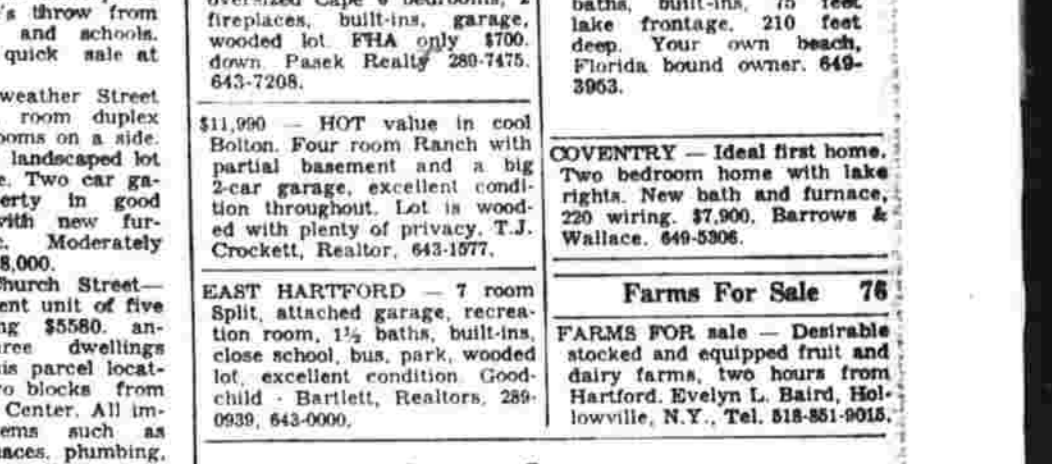 's throw from
and schools.
quick sale at
weather Street
room duplex
ooms on a side.
landscaped lot
e. Two car ga-
erty in good
with new fur-
e. Moderately
8,000.
hurch Street—
ent unit of five
ng $5580. an-
ree dwellings
is parcel locat-
o blocks from
Center. All im-
ems such as
aces, plumbing,
oversized Cape 6 bedrooms, 2
fireplaces, built-ins, garage,
wooded lot. FHA only $700.
down. Pasek Realty 289-7475.
643-7208.
$11,990 — HOT value in cool
Bolton. Four room Ranch with
partial basement and a big
2-car garage, excellent condi-
tion throughout. Lot is wood-
ed with plenty of privacy. T.J.
Crockett, Realtor, 643-1577.
EAST HARTFORD — 7 room
Split, attached garage, recrea-
tion room, 1½ baths, built-ins,
close school, bus, park, wooded
lot, excellent condition. Good-
child - Bartlett, Realtors, 289-
0939, 643-0000.
baths, built-ins, 75 feet
lake frontage, 210 feet
deep. Your own beach,
Florida bound owner. 649-
3953.
COVENTRY — Ideal first home.
Two bedroom home with lake
rights. New bath and furnace,
220 wiring. $7,900. Barrows &
Wallace. 649-5306.
Farms For Sale 76
FARMS FOR sale — Desirable
stocked and equipped fruit and
dairy farms, two hours from
Hartford. Evelyn L. Baird, Hol-
lowville, N.Y., Tel. 518-851-9015.